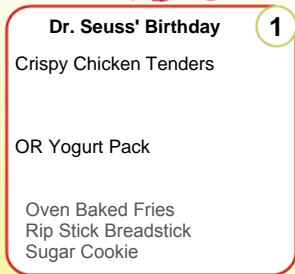 Dr. Seuss' Birthday
1
Crispy Chicken Tenders
OR Yogurt Pack
Oven Baked Fries
Rip Stick Breadstick
Sugar Cookie